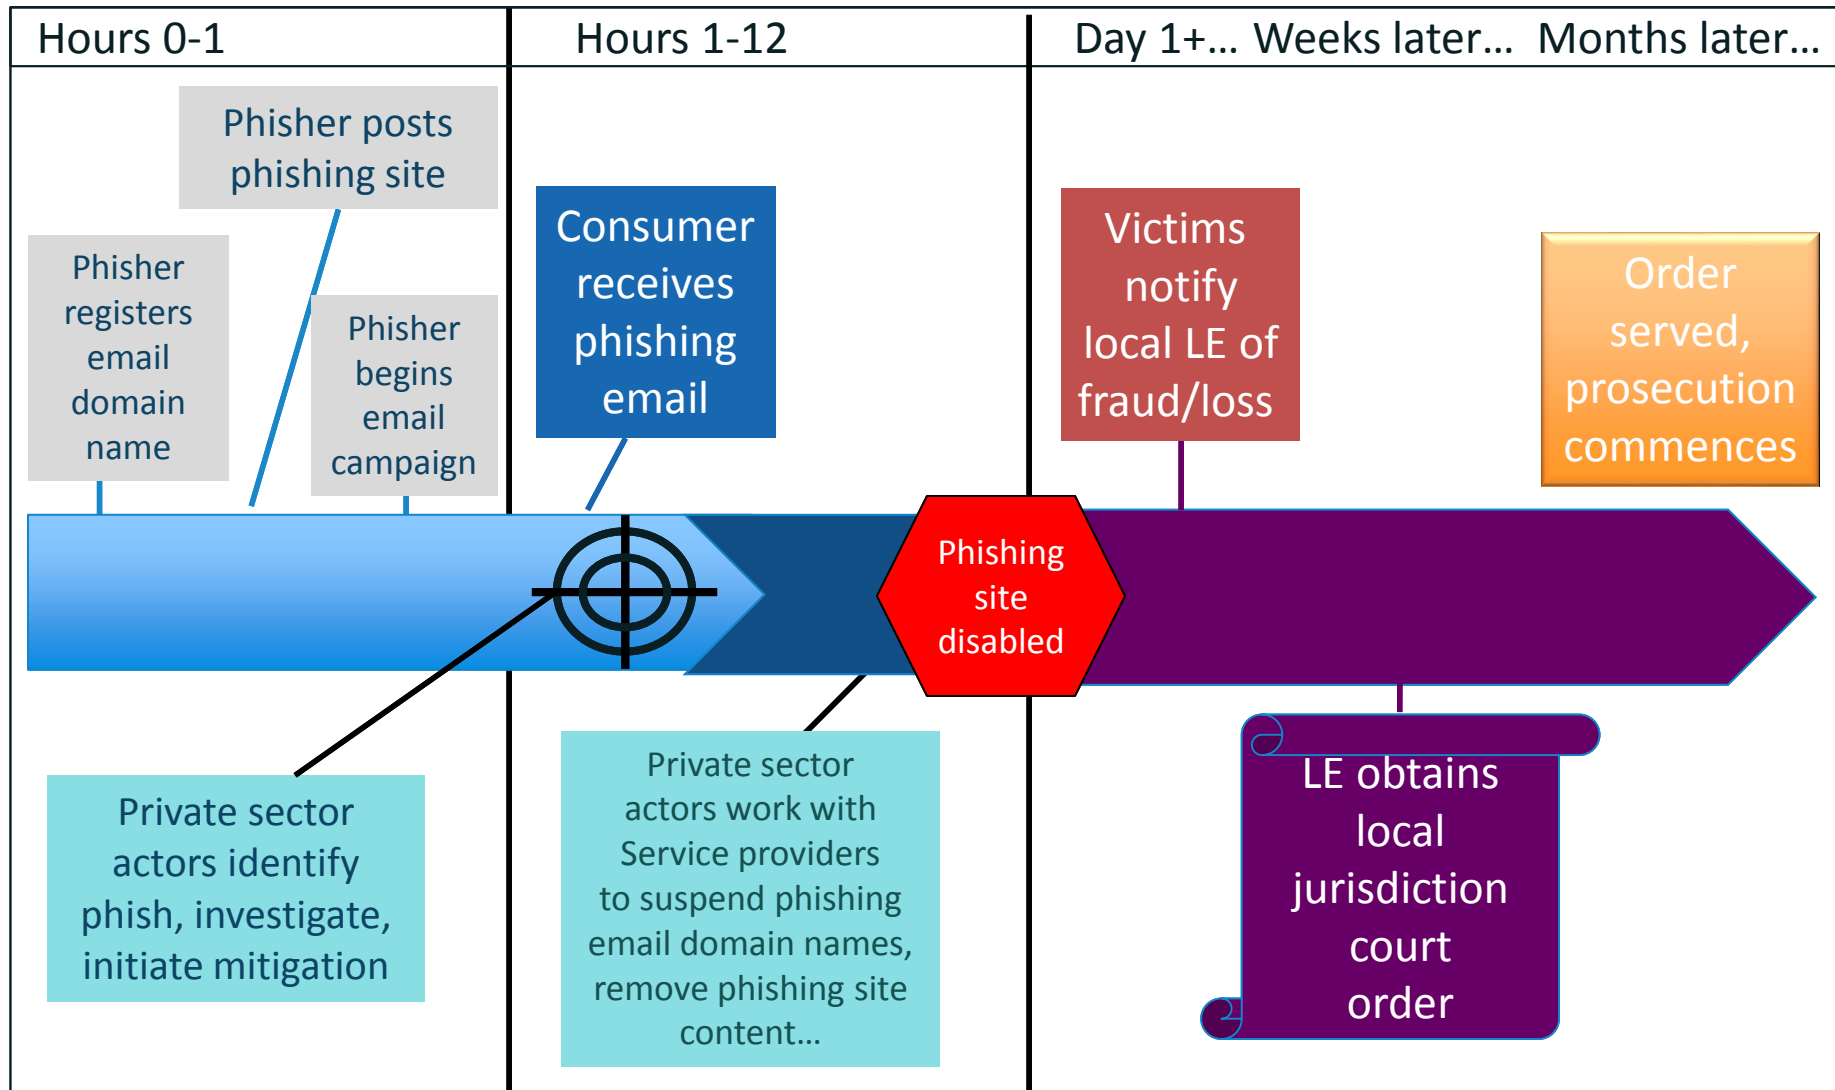 Hours 0-1
Hours 1-12
Day 1+... Weeks later... Months later...
Phisher posts
phishing site
Phisher
registers
email
domain
name
Phisher
begins
email
campaign
Consumer
receives
phishing
email
Victims
notify
local LE of
fraud/loss
Order
served,
prosecution
commences
Phishing
site
disabled
Private sector
actors identify
phish, investigate,
initiate mitigation
Private sector
actors work with
Service providers
to suspend phishing
email domain names,
remove phishing site
content...
LE obtains
local
jurisdiction
court
order